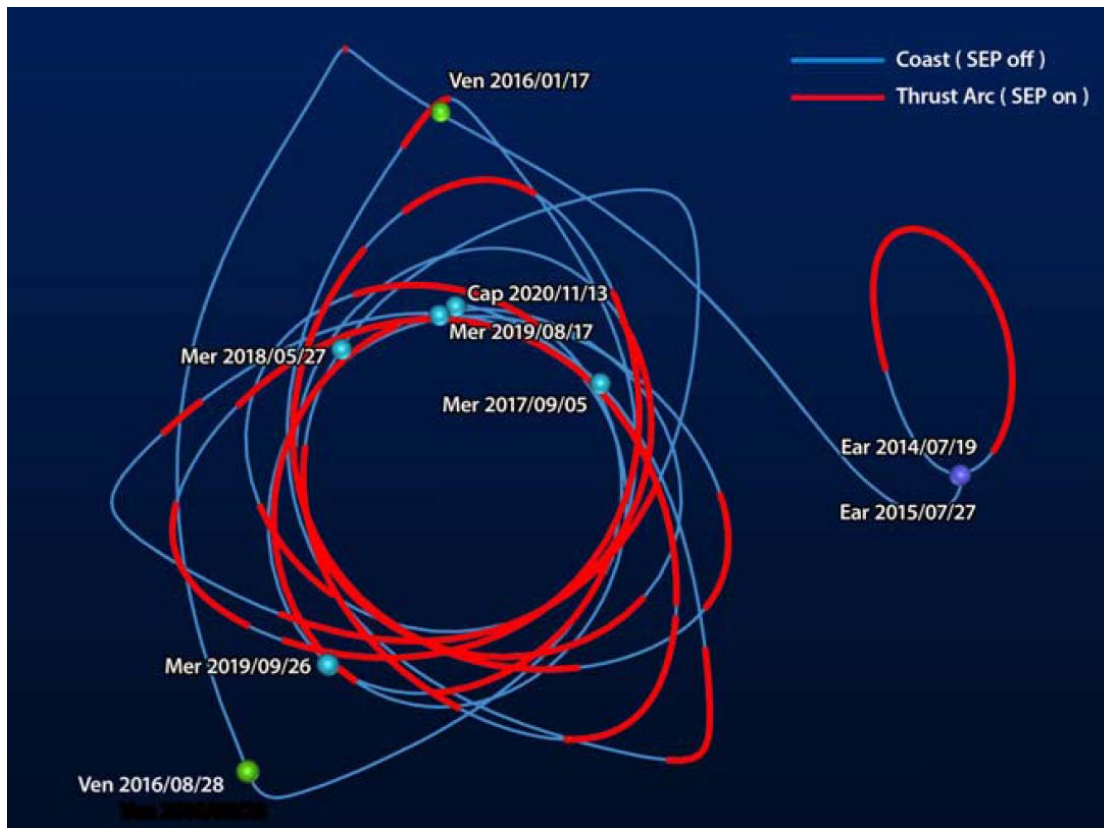 Coast ( SEP off )
Ven 2016/01/17
Thrust Arc ( SEP on )
Cap 2020/11/13
Mer 2019/08/17
Mer 2018/05/27
Mer 2017/09/05
Ear 2014/07/19
Ear 2015/07/27
Mer 2019/09/26
Ven 2016/08/28